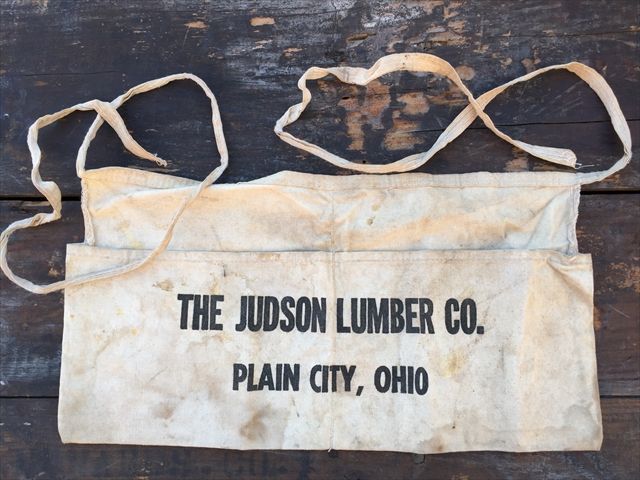 THE JUDSON LUMBER CO.
PLAIN CITY, OHIO